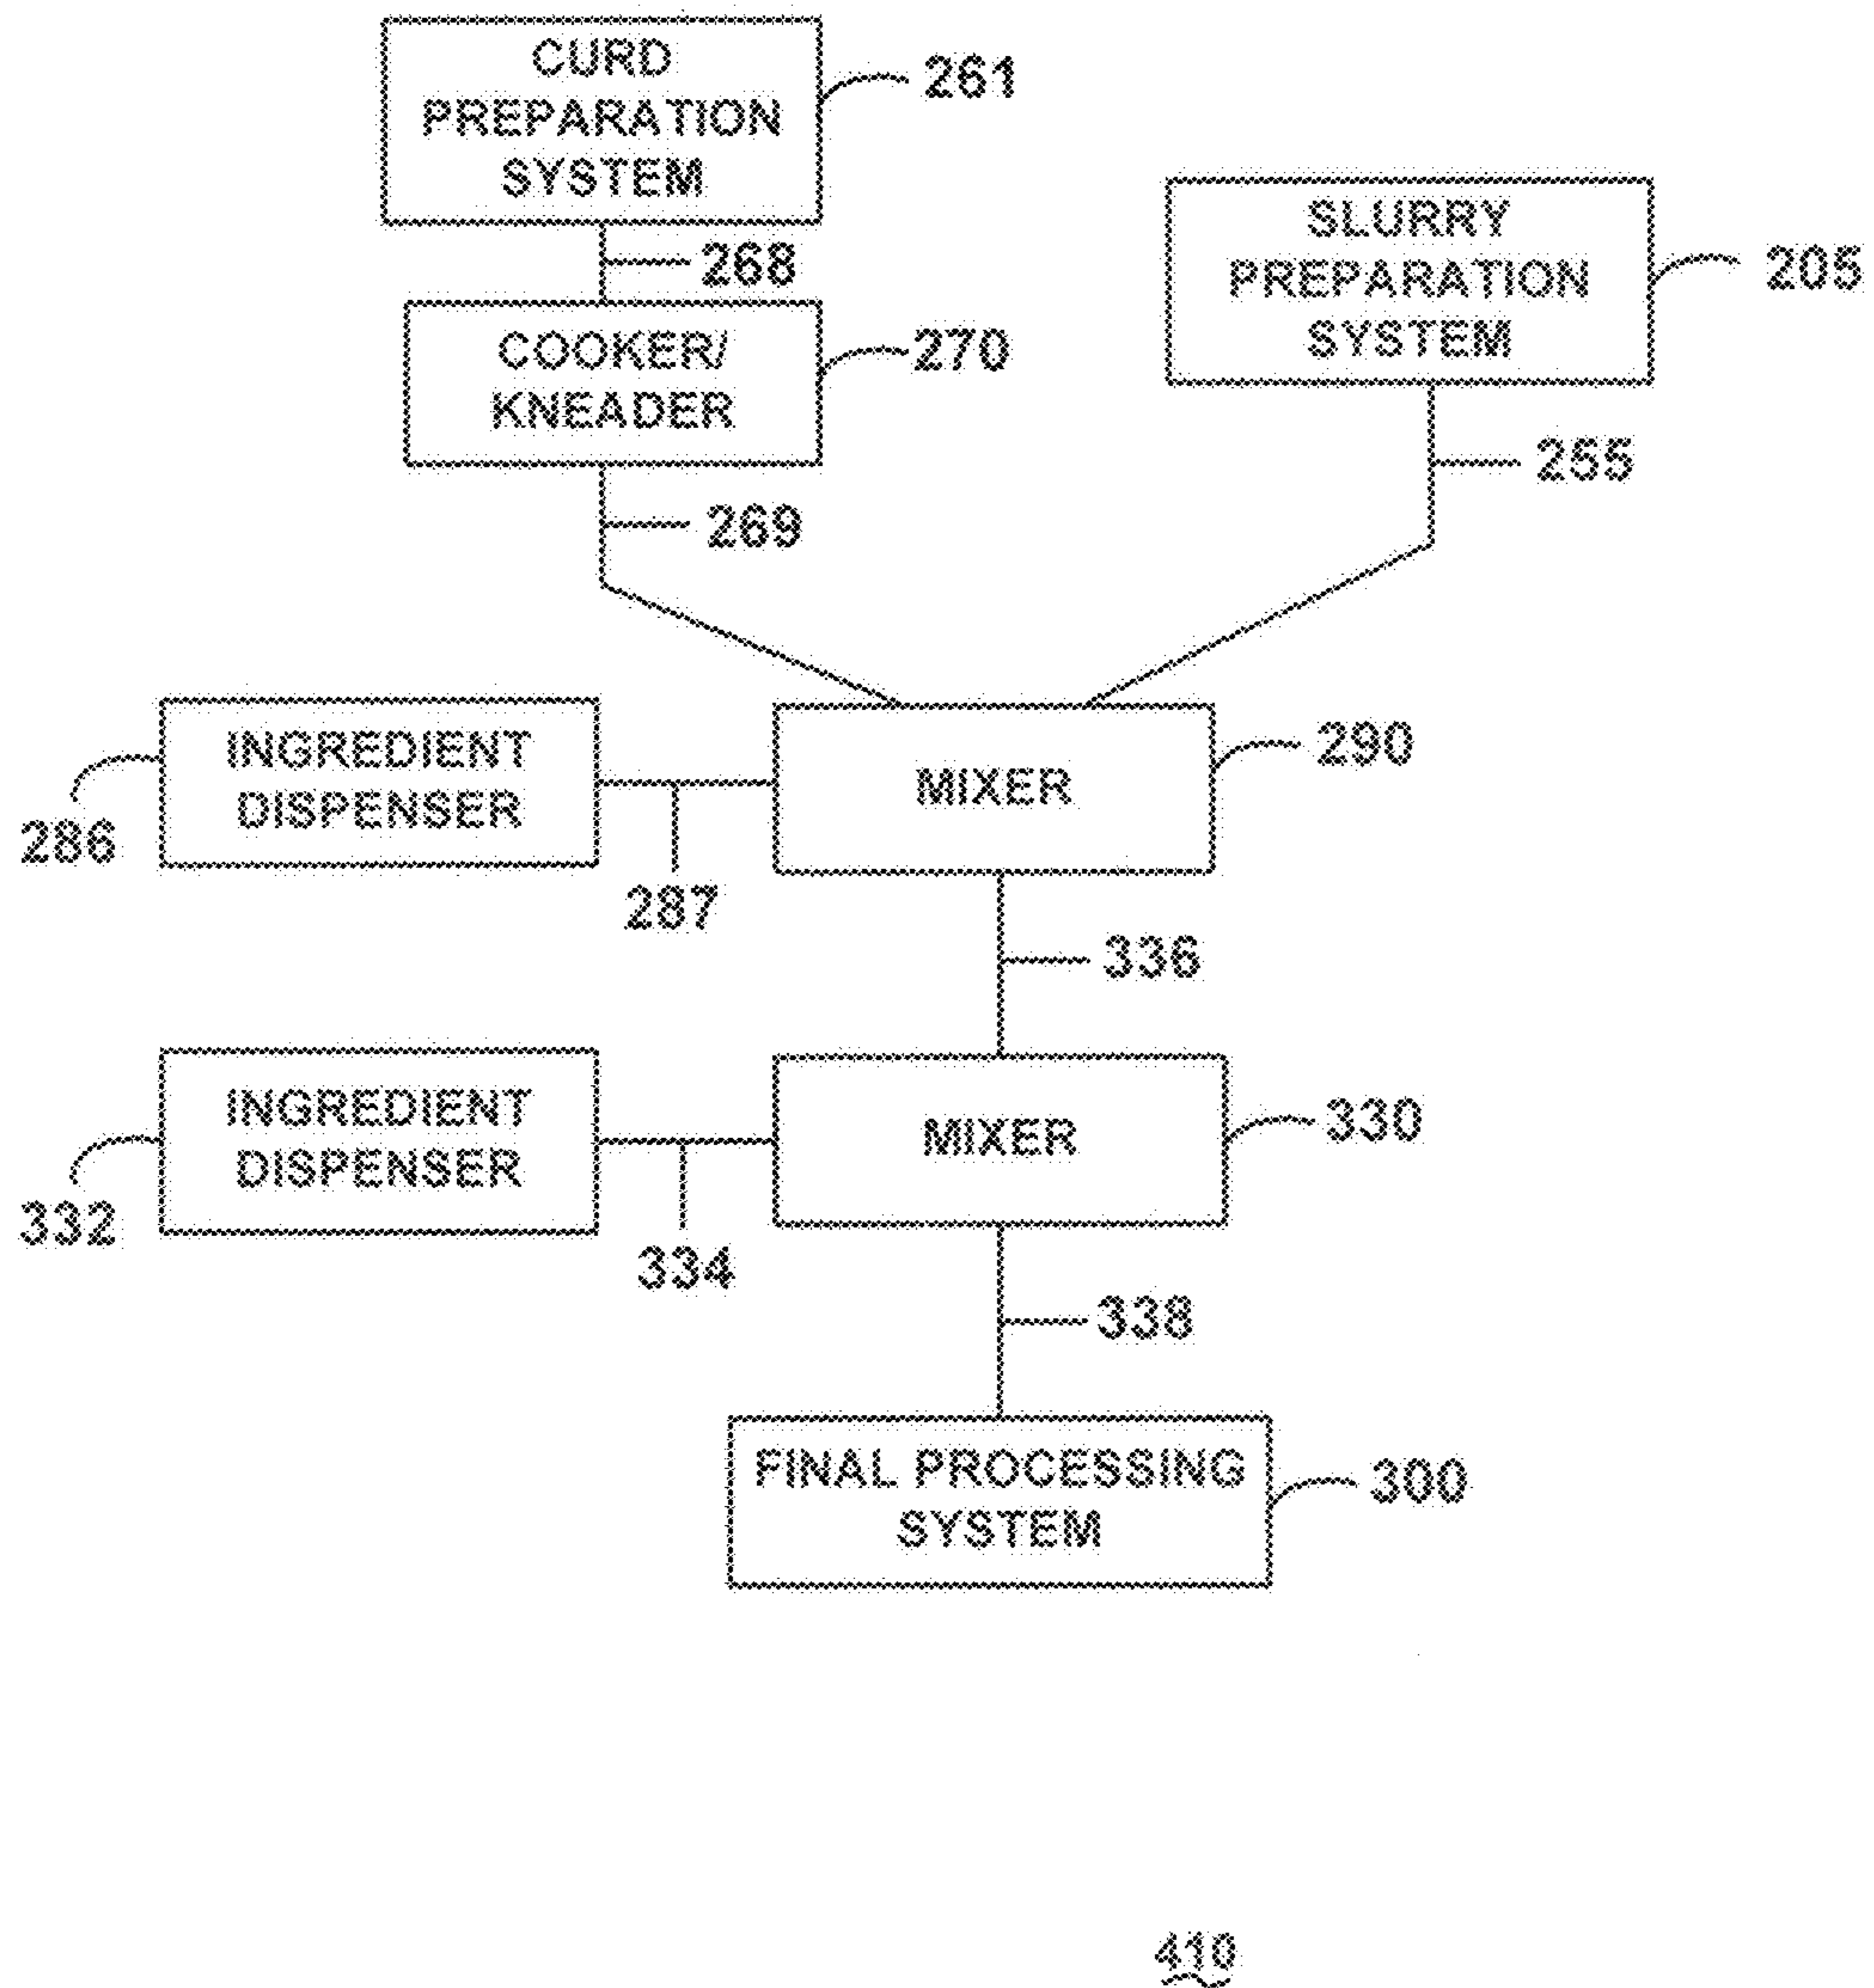 CURD
PREPARATION
SYSTEM
261
SLURRY
PREPARATION
SYSTEM
205
268
COOKER/
KNEADER
270
255
269
INGREDIENT
DISPENSER
286
287
MIXER
290
336
INGREDIENT
DISPENSER
332
334
MIXER
330
338
FINAL PROCESSING
SYSTEM
300
410